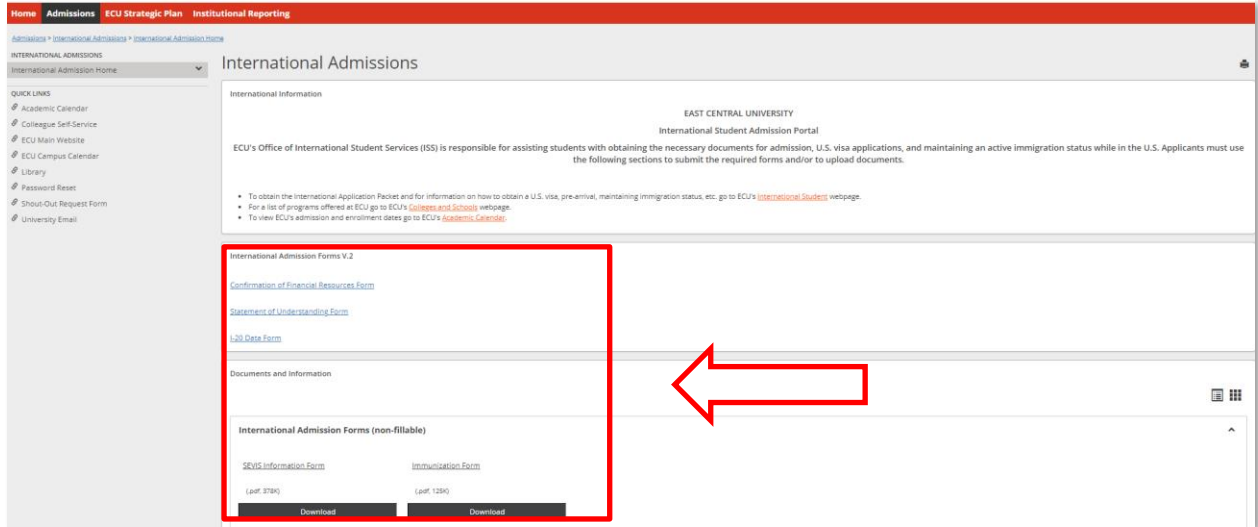 Home Admissions ECU Strategic Plan Institutional Reporting
Admissions > International Admissions > International Admission Home
INTERNATIONAL ADMISSIONS
International Admission Home
QUICK LINKS
Academic Calendar
Colleague Self-Service
ECU Main Website
ECU Campus Calendar
Library
Password Reset
Shout-Out Request Form
University Email
International Admissions
International Information
EAST CENTRAL UNIVERSITY
International Student Admission Portal
ECU's Office of International Student Services (ISS) is responsible for assisting students with obtaining the necessary documents for admission, U.S. visa applications, and maintaining an active immigration status while in the U.S. Applicants must use
the following sections to submit the required forms and/or to upload documents.
• To obtain the International Application Packet and for information on how to obtain a U.S. visa, pre-arrival, maintaining immigration status, etc. go to ECU's International Student webpage.
• For a list of programs offered at ECU go to ECU's Colleges and Schools webpage.
• To view ECU's admission and enrollment dates go to ECU's Academic Calendar.
International Admission Forms V.2
Confirmation of Financial Resources Form
Statement of Understanding Form
I-20 Data Form
Documents and Information
International Admission Forms (non-fillable)
SEVIS Information Form Immunization Form
(.pdf, 378K) (.pdf, 125K)
Download Download